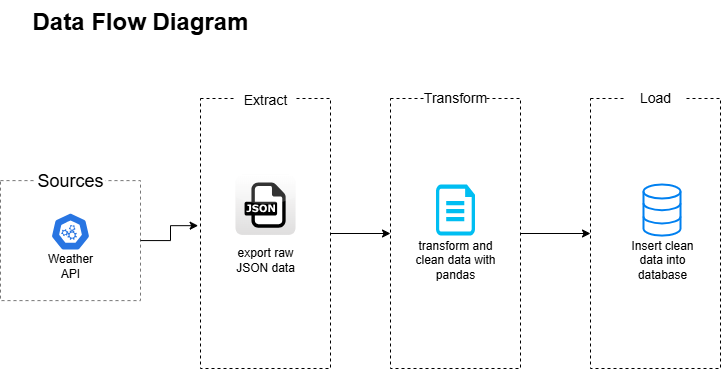 Data Flow Diagram
Extract
Transform
Load
Sources
JSON
Weather
API
export raw
JSON data
transform and
clean data with
pandas
Insert clean
data into
database